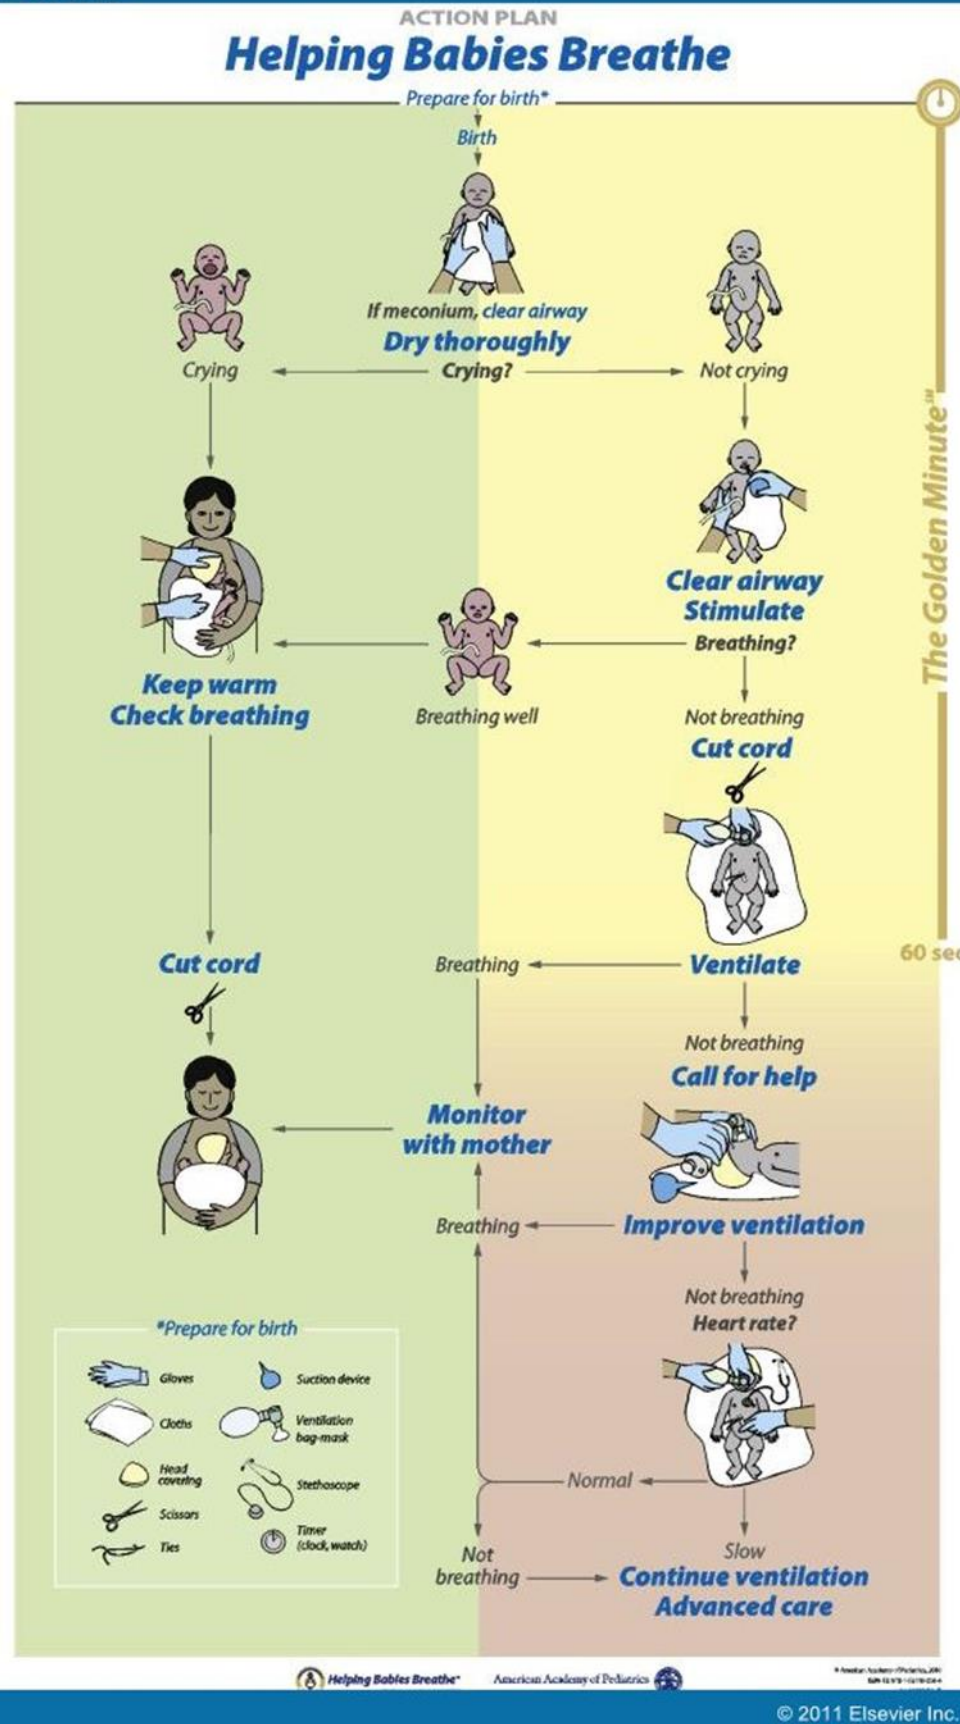 ACTION PLAN
Helping Babies Breathe
Prepare for birth*
Birth
If meconium, clear airway
Dry thoroughly
Crying
Crying?
Not crying
The Golden Minute℠
Clear airway
Stimulate
Breathing?
Keep warm
Check breathing
Breathing well
Not breathing
Cut cord
60 sec
Cut cord
Breathing
Ventilate
Not breathing
Call for help
Monitor
with mother
Breathing
Improve ventilation
Not breathing
Heart rate?
*Prepare for birth
Gloves
Suction device
Cloths
Ventilation
bag-mask
Head
covering
Stethoscope
Scissors
Timer
(clock, watch)
Ties
Normal
Not
breathing
Slow
Continue ventilation
Advanced care
Helping Babies Breathe
American Academy of Pediatrics
© 2011 Elsevier Inc.